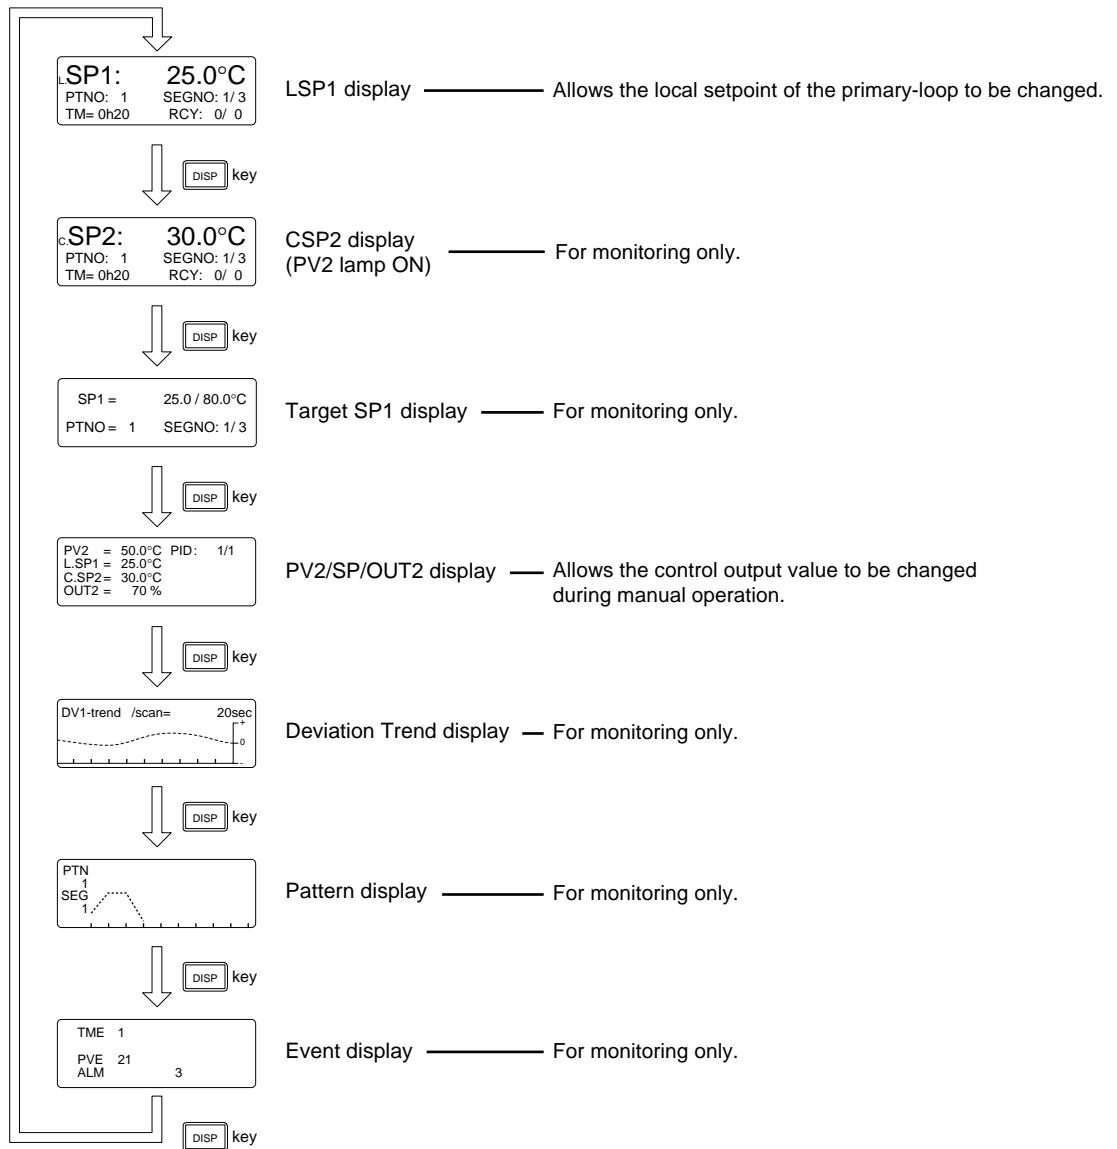 L.SP1: 25.0°C
PTNO: 1 SEGNO: 1/ 3
TM= 0h20 RCY: 0/ 0
LSP1 display
Allows the local setpoint of the primary-loop to be changed.
DISP key
C.SP2: 30.0°C
PTNO: 1 SEGNO: 1/ 3
TM= 0h20 RCY: 0/ 0
CSP2 display
(PV2 lamp ON)
For monitoring only.
DISP key
SP1 = 25.0 / 80.0°C
PTNO = 1 SEGNO: 1/ 3
Target SP1 display
For monitoring only.
DISP key
PV2 = 50.0°C PID: 1/1
L.SP1 = 25.0°C
C.SP2= 30.0°C
OUT2 = 70 %
PV2/SP/OUT2 display
Allows the control output value to be changed
during manual operation.
DISP key
DV1-trend /scan= 20sec
+
0
-
Deviation Trend display
For monitoring only.
DISP key
PTN
1
SEG
1
Pattern display
For monitoring only.
DISP key
TME 1
PVE 21
ALM 3
Event display
For monitoring only.
DISP key